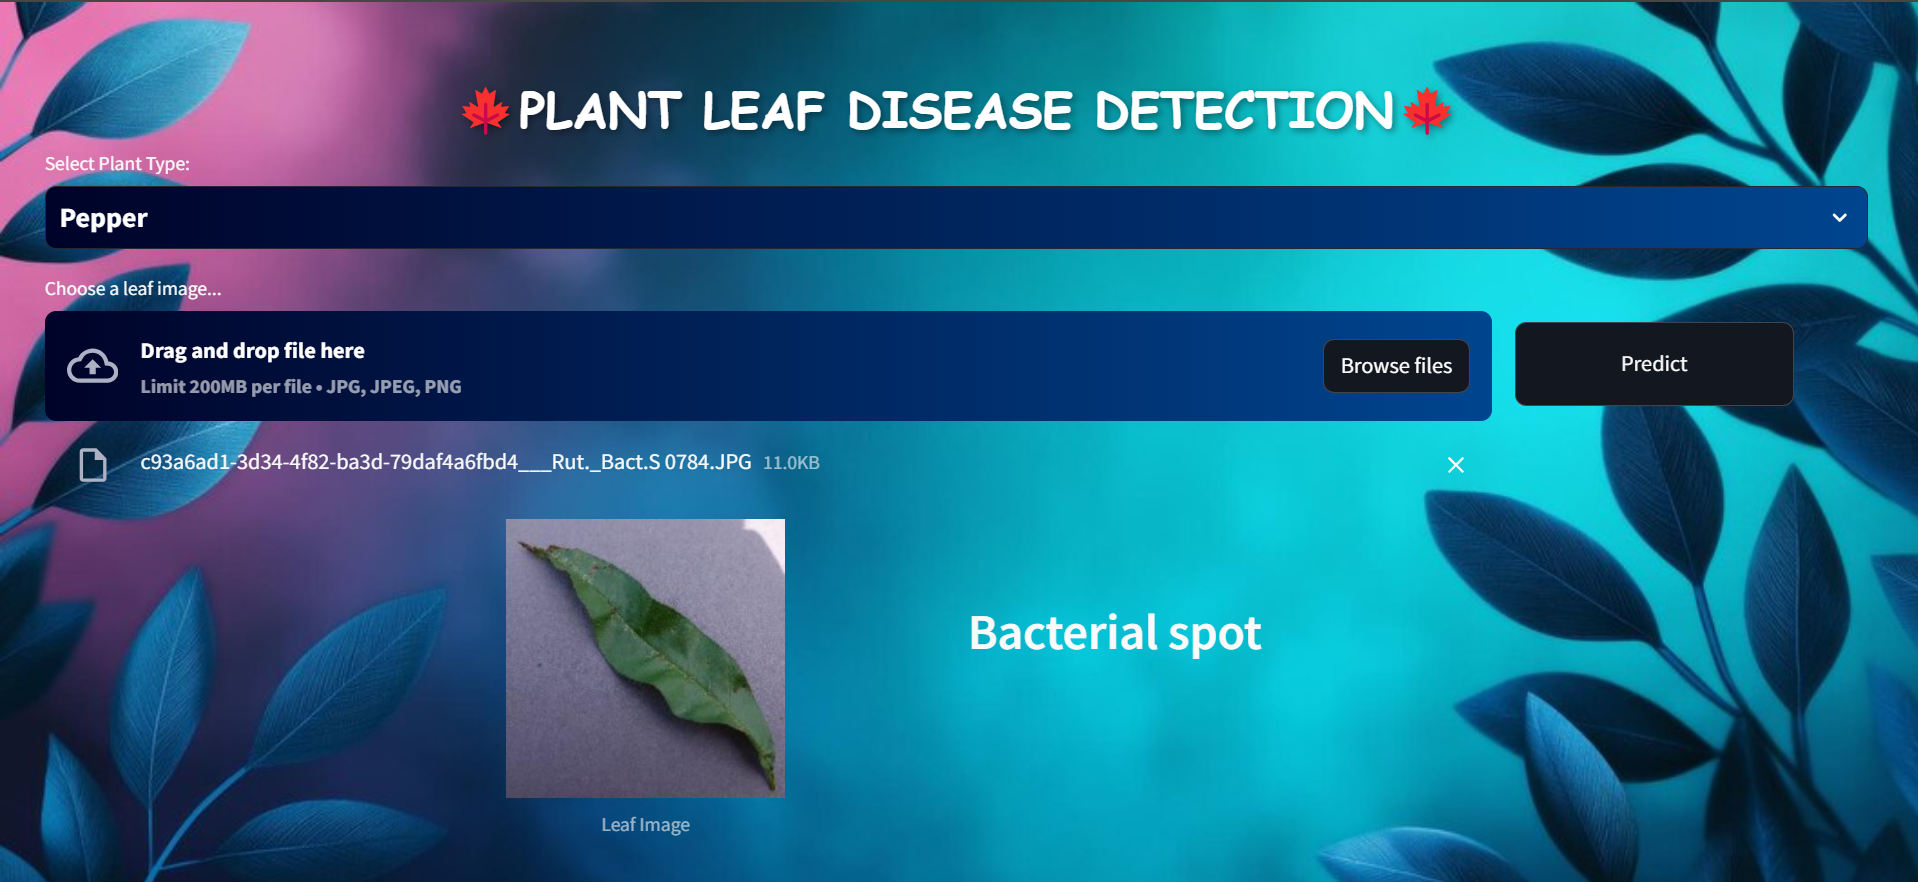 PLANT LEAF DISEASE DETECTION
Select Plant Type:
Pepper
Choose a leaf image...
Drag and drop file here
Limit 200MB per file • JPG, JPEG, PNG
Browse files
Predict
c93a6ad1-3d34-4f82-ba3d-79daf4a6fbd4___Rut._Bact.S 0784.JPG 11.0KB
Bacterial spot
Leaf Image